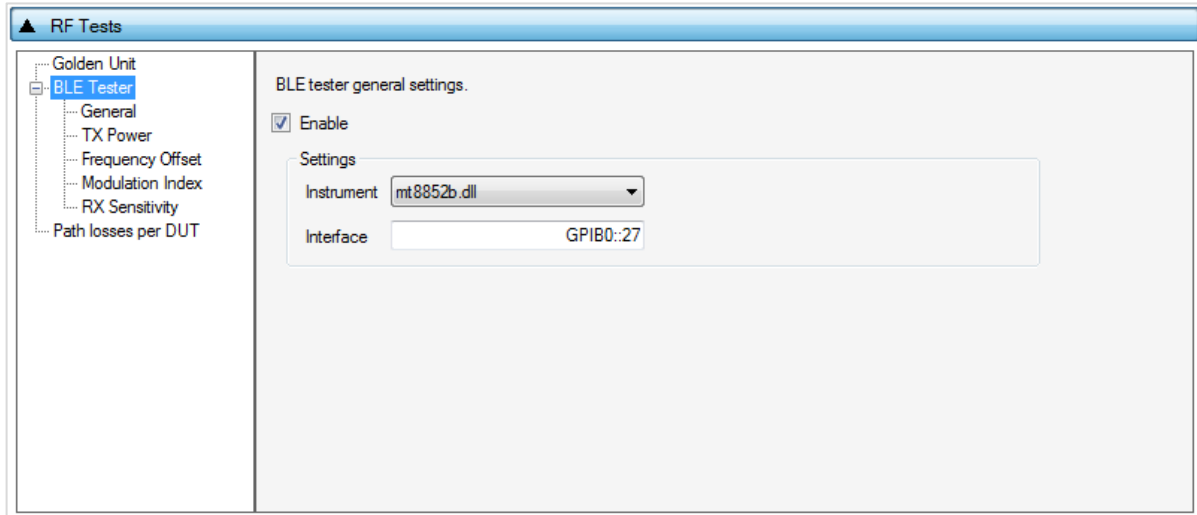 RF Tests
Golden Unit
BLE Tester
General
TX Power
Frequency Offset
Modulation Index
RX Sensitivity
Path losses per DUT
BLE tester general settings.
Enable
Settings
Instrument mt8852b.dll
Interface GPIB0::27